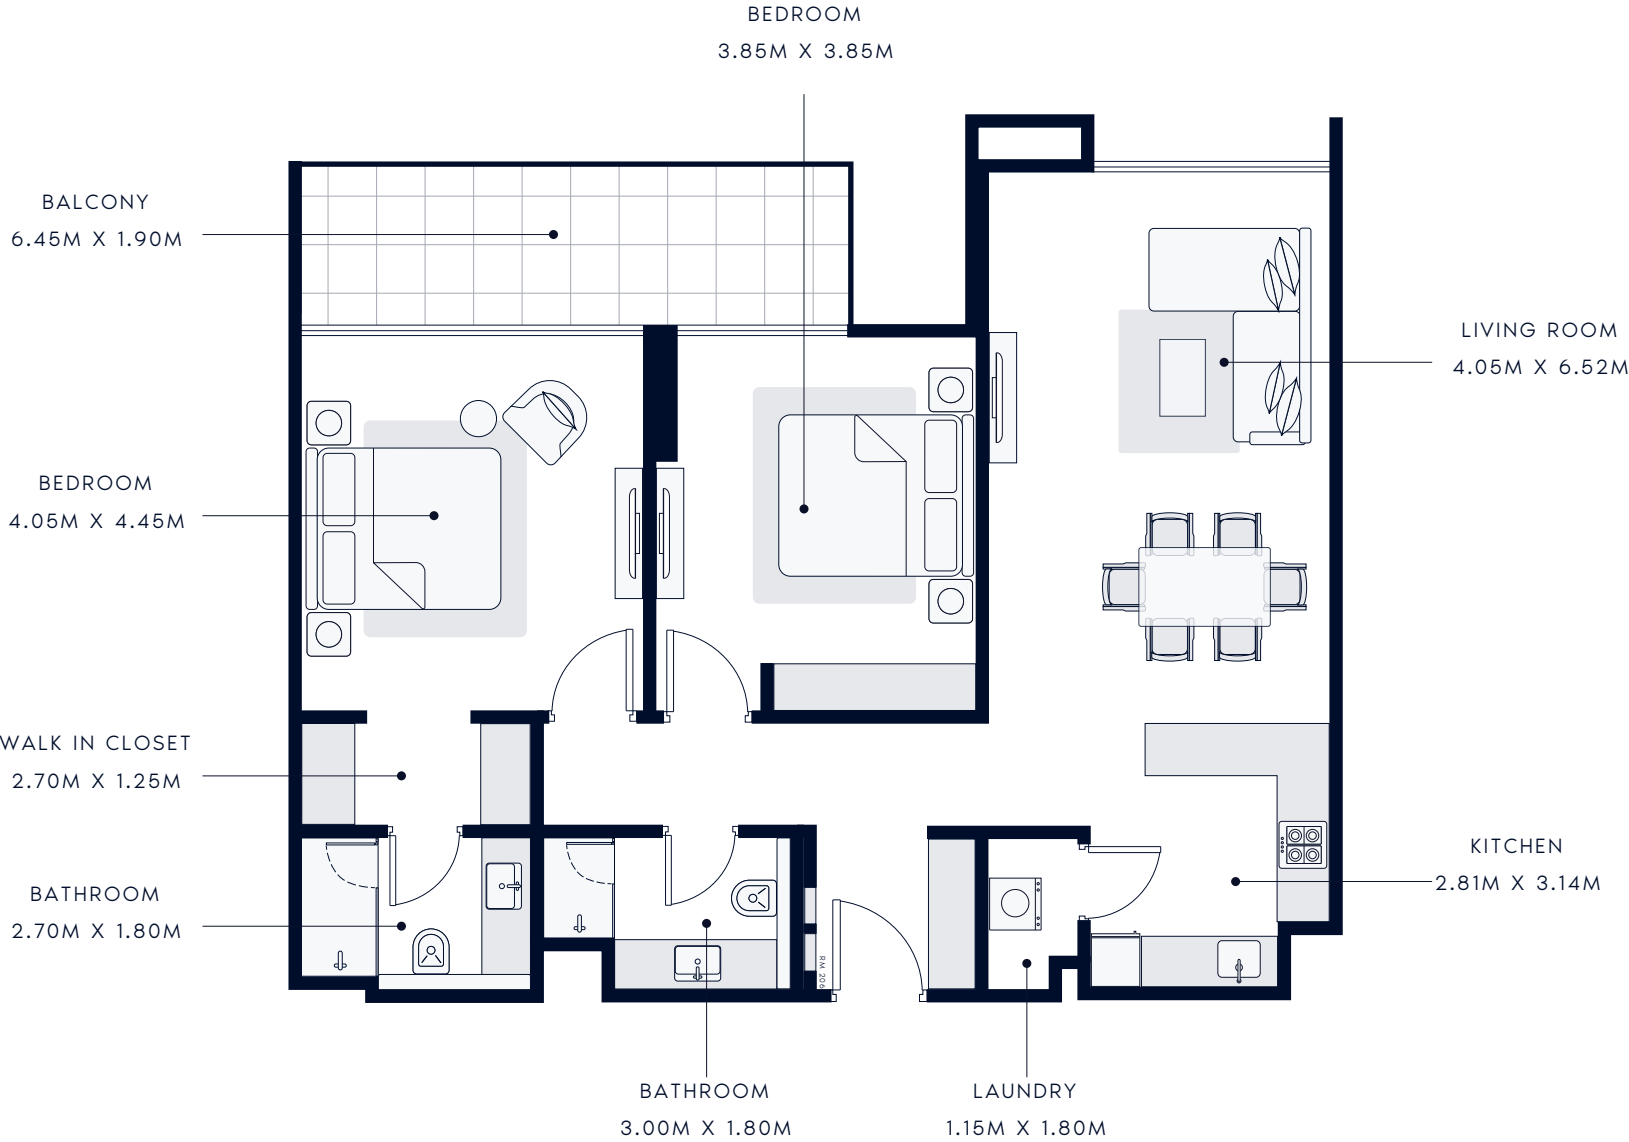 BEDROOM
3.85M X 3.85M
BALCONY
6.45M X 1.90M
LIVING ROOM
4.05M X 6.52M
BEDROOM
4.05M X 4.45M
WALK IN CLOSET
2.70M X 1.25M
KITCHEN
2.81M X 3.14M
BATHROOM
2.70M X 1.80M
RM 206
BATHROOM
3.00M X 1.80M
LAUNDRY
1.15M X 1.80M